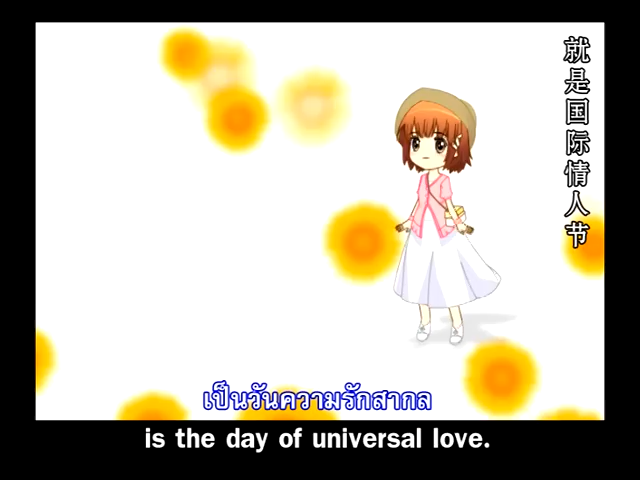 就是国际情人节
เป็นวันความรักสากล
is the day of universal love.